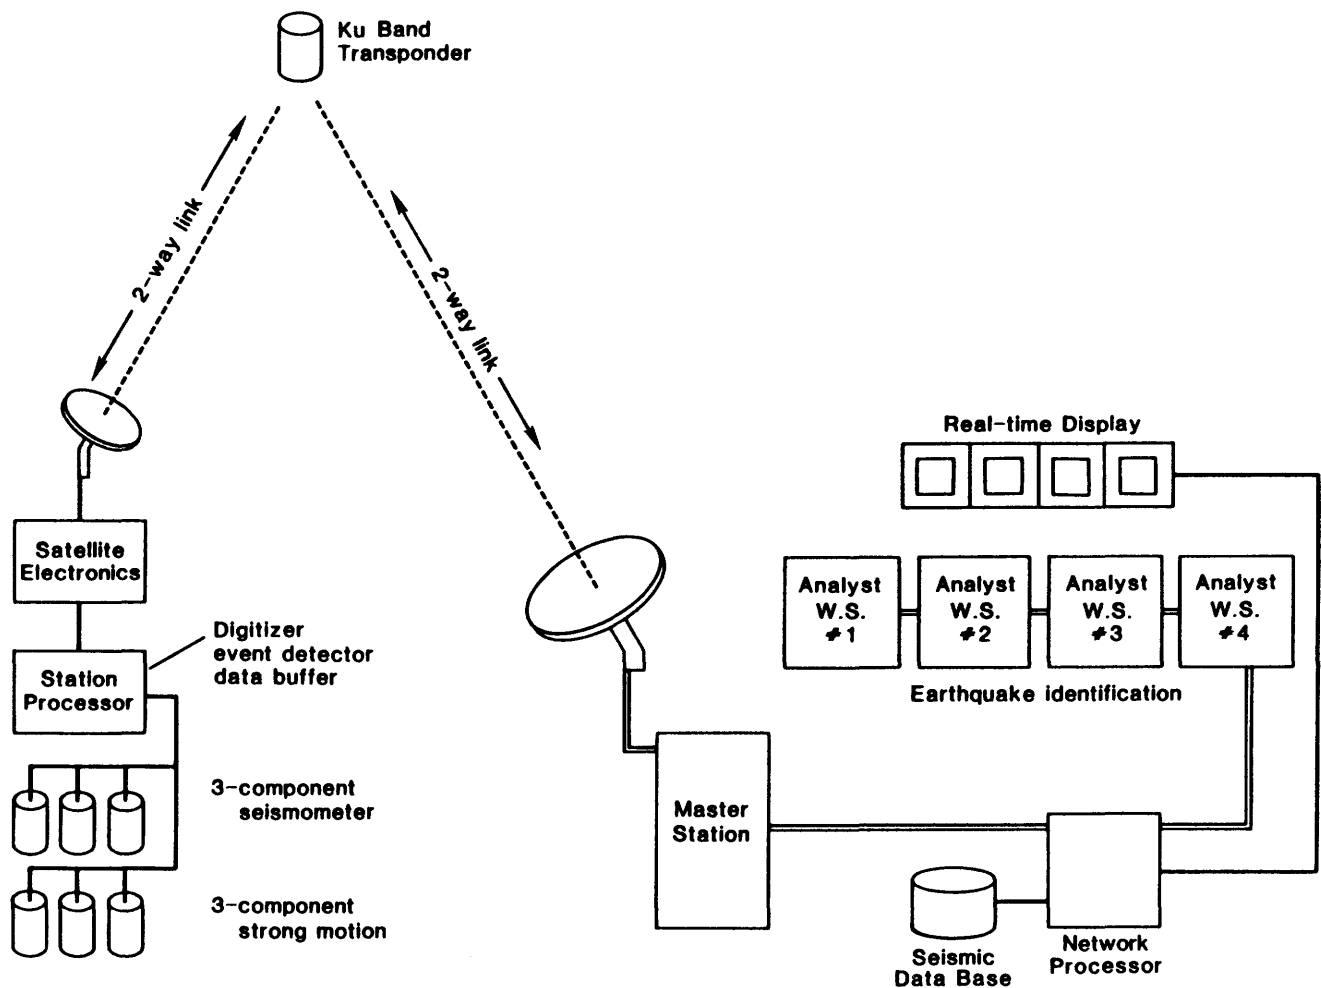 Ku Band
Transponder
2-way link
2-way link
Satellite
Electronics
Digitizer
event detector
data buffer
Station
Processor
3-component
seismometer
3-component
strong motion
Master
Station
Real-time Display
Analyst
W.S.
#1
Analyst
W.S.
#2
Analyst
W.S.
#3
Analyst
W.S.
#4
Earthquake identification
Seismic
Data Base
Network
Processor